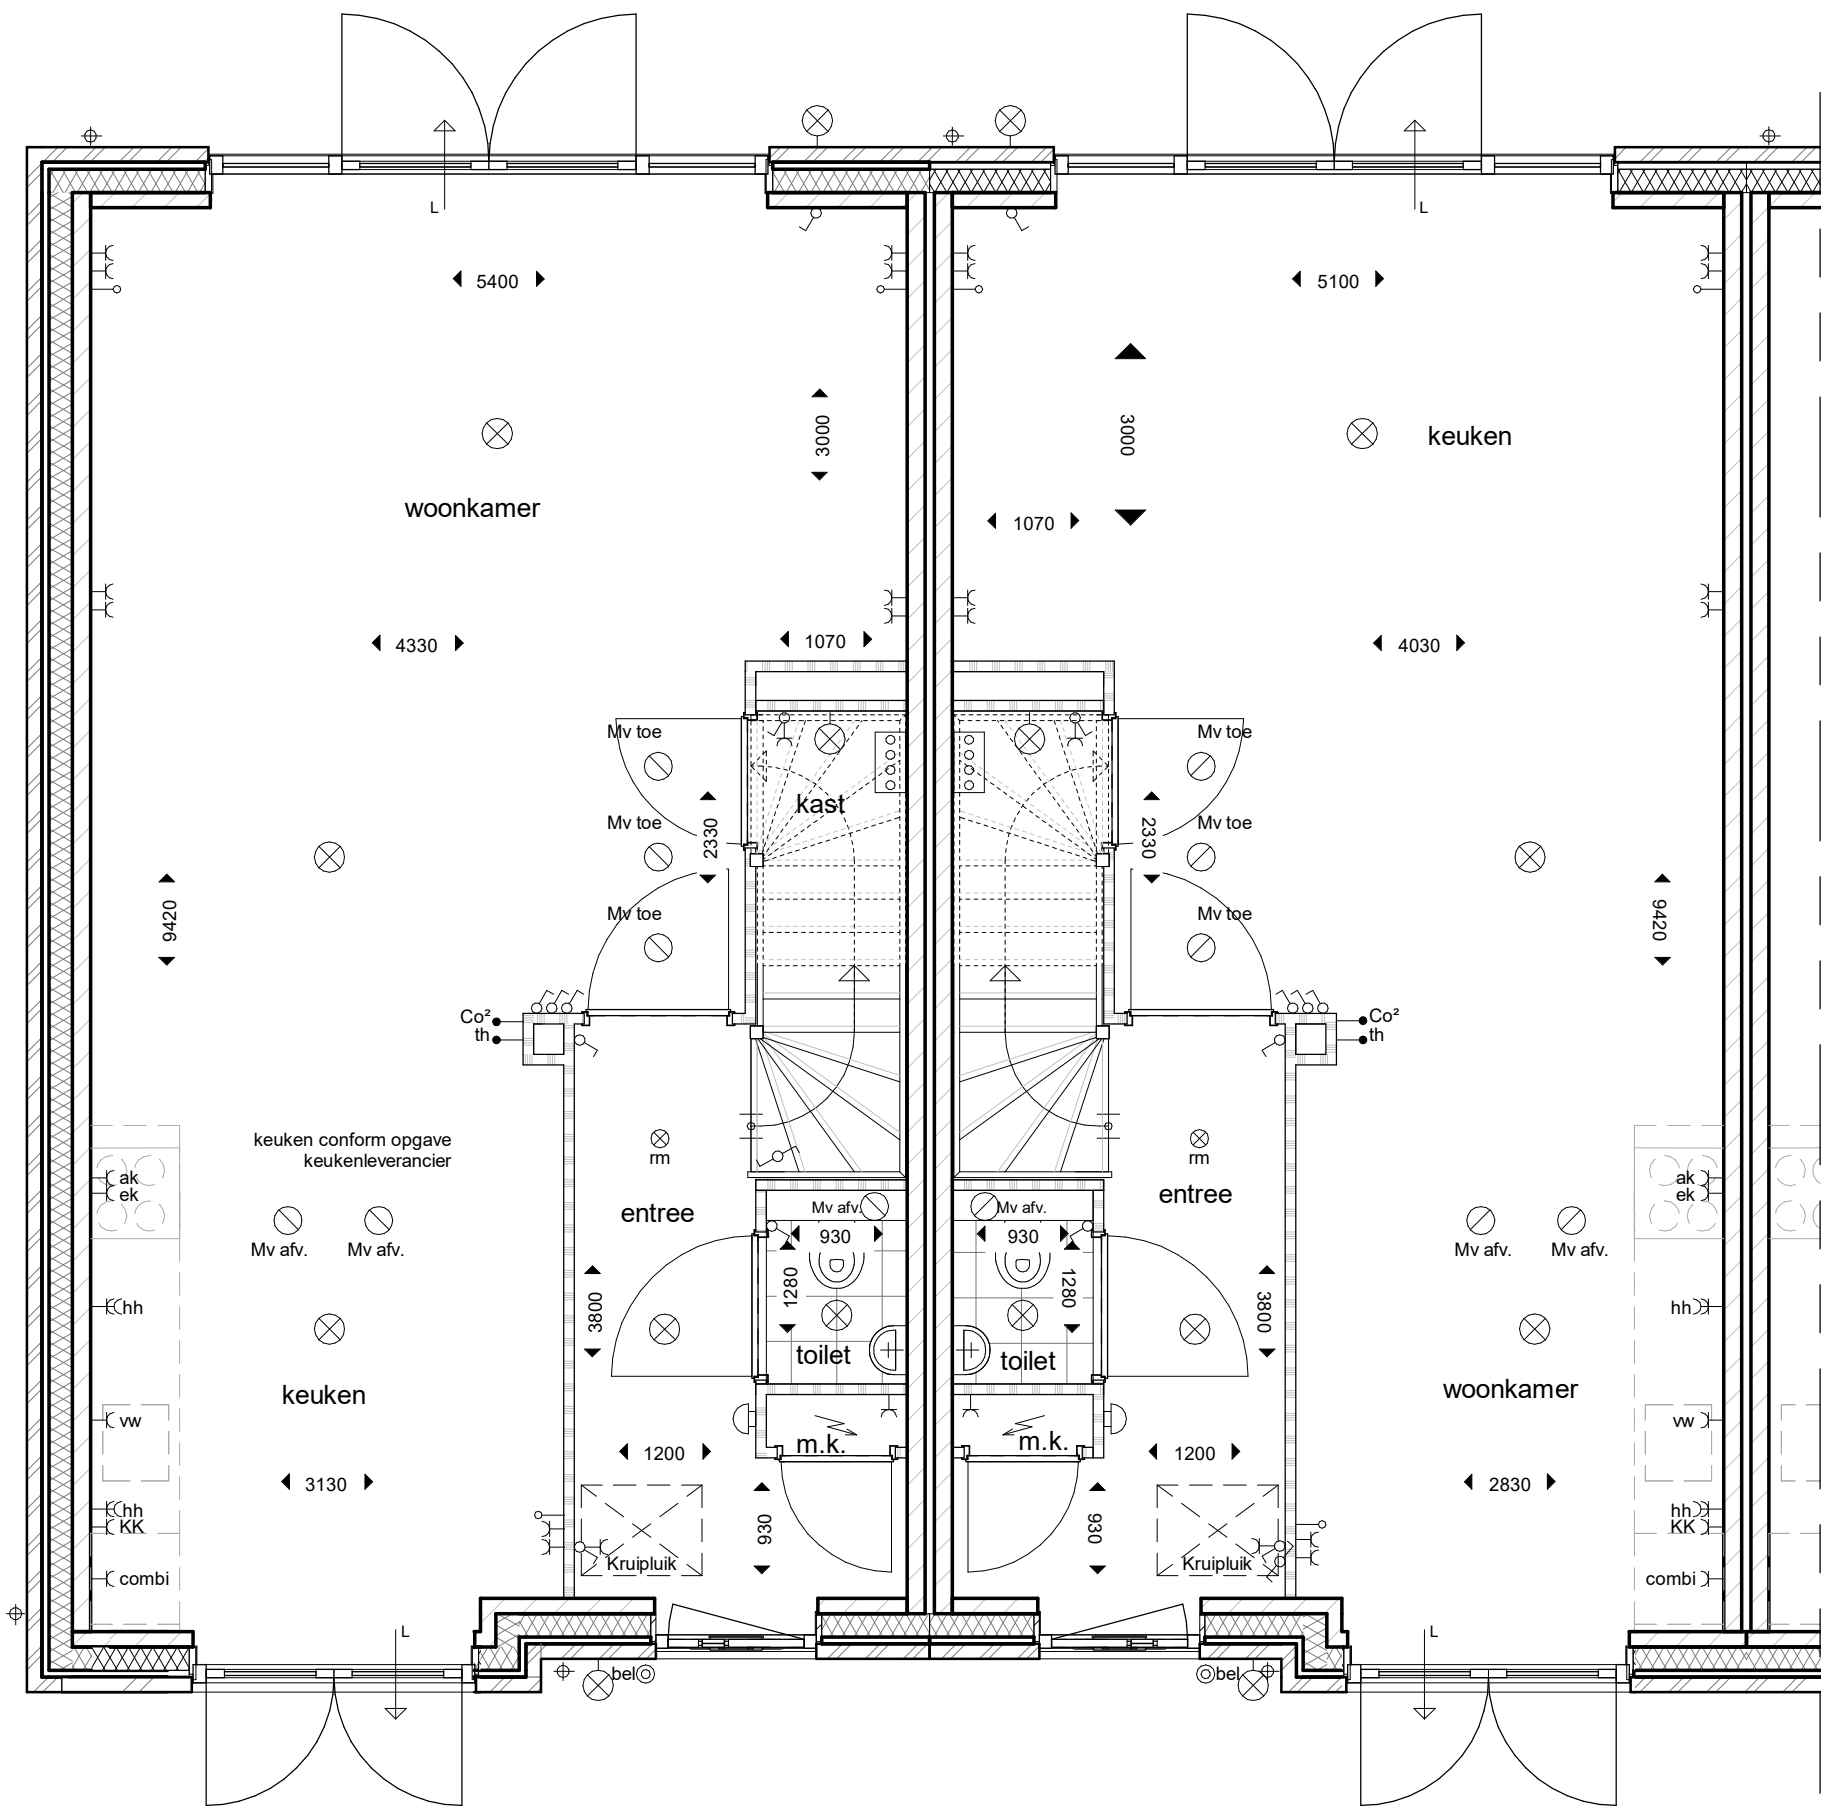 L
L
5400
5100
3000
3000
keuken
woonkamer
1070
4330
1070
4030
Mv toe
Mv toe
kast
Mv toe
2330
2330
Mv toe
9420
9420
Mv toe
Mv toe
Co²
th
Co²
th
keuken conform opgave
keukenleverancier
rm
rm
ak
ek
entree
entree
ak
ek
Mv afv.
Mv afv.
930
930
Mv afv.
Mv afv.
Mv afv.
Mv afv.
1280
1280
hh
3800
3800
hh
toilet
toilet
keuken
woonkamer
vw
m.k.
m.k.
vw
1200
1200
3130
2830
hh
KK
930
930
hh
KK
Kruipluik
Kruipluik
combi
combi
L
L
bel
bel